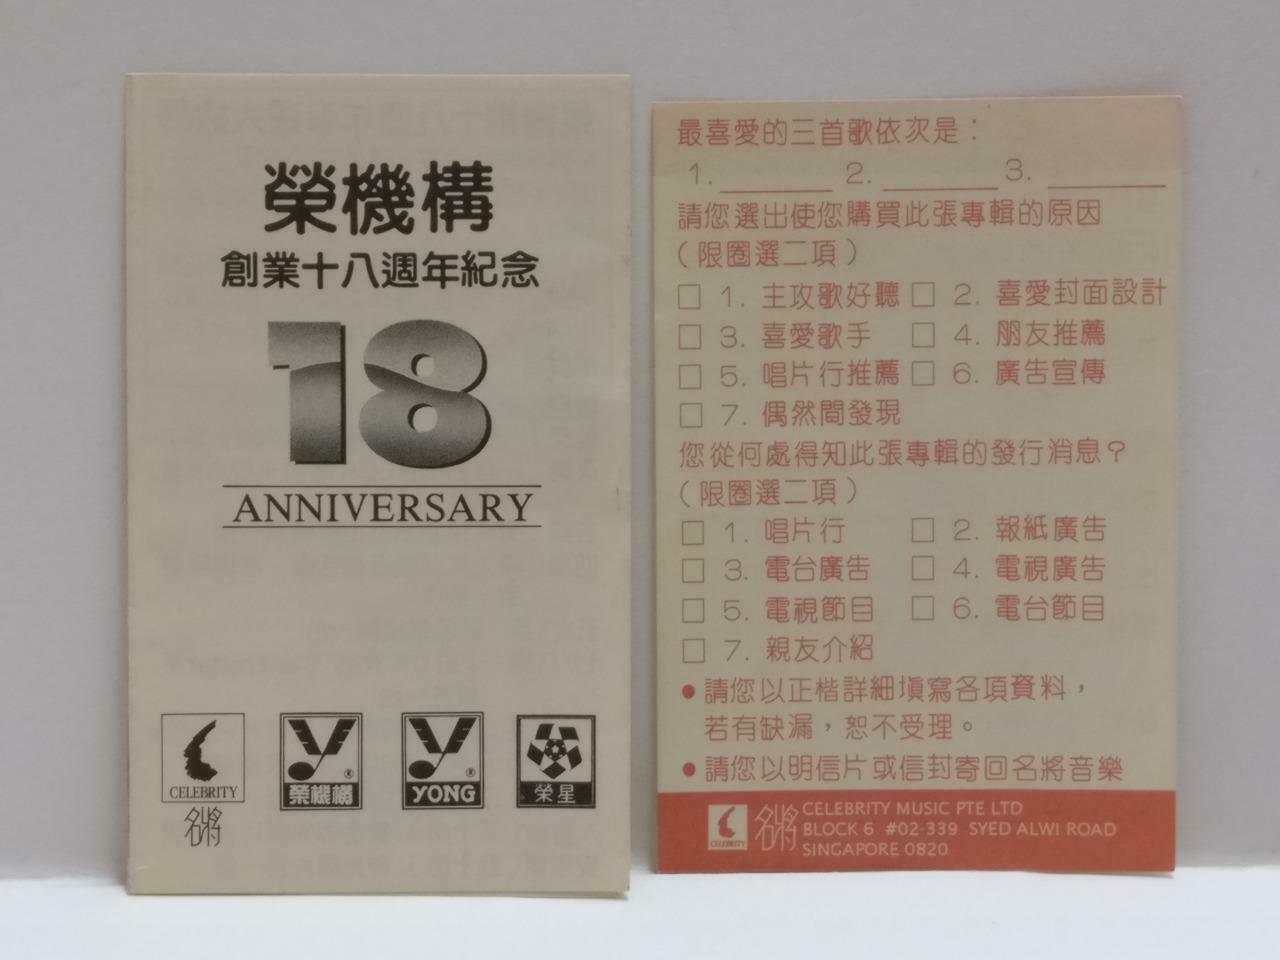 榮機構
創業十八週年紀念
18
ANNIVERSARY
CELEBRITY
名將
榮機構
YONG
榮星
最喜愛的三首歌依次是：
1. 2. 3.
請您選出使您購買此張專輯的原因
（限圈選二項）
□ 1. 主攻歌好聽 □ 2. 喜愛封面設計
□ 3. 喜愛歌手 □ 4. 朋友推薦
□ 5. 唱片行推薦 □ 6. 廣告宣傳
□ 7. 偶然間發現
您從何處得知此張專輯的發行消息？
（限圈選二項）
□ 1. 唱片行 □ 2. 報紙廣告
□ 3. 電台廣告 □ 4. 電視廣告
□ 5. 電視節目 □ 6. 電台節目
□ 7. 親友介紹
●請您以正楷詳細填寫各項資料，
若有缺漏，恕不受理。
●請您以明信片或信封寄回名將音樂
CELEBRITY 名將
CELEBRITY MUSIC PTE LTD
BLOCK 6 #02-339 SYED ALWI ROAD
SINGAPORE 0820